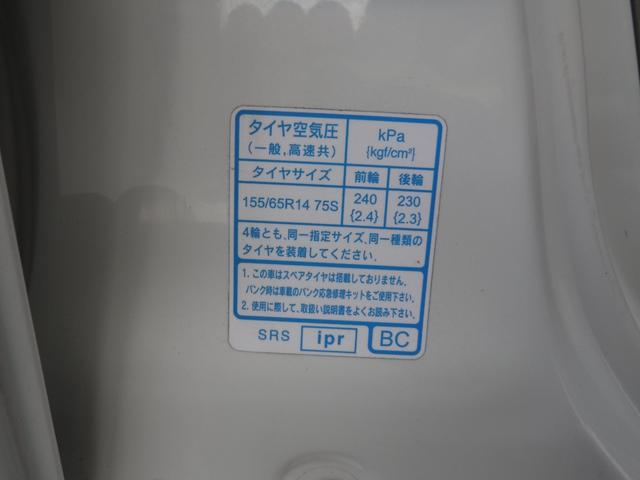 タイヤ空気圧 kPa
(一般,高速共) {kgf/cm²}
タイヤサイズ 前輪 後輪
155/65R14 75S 240 230
{2.4} {2.3}
4輪とも、同一指定サイズ、同一種類の
タイヤを装着してください.
1. この車はスペアタイヤは搭載しておりません.
パンク時は車載のパンク応急修理キットをご使用下さい.
2. 使用に際して、取扱い説明書をよくお読み下さい.
SRS ipr BC